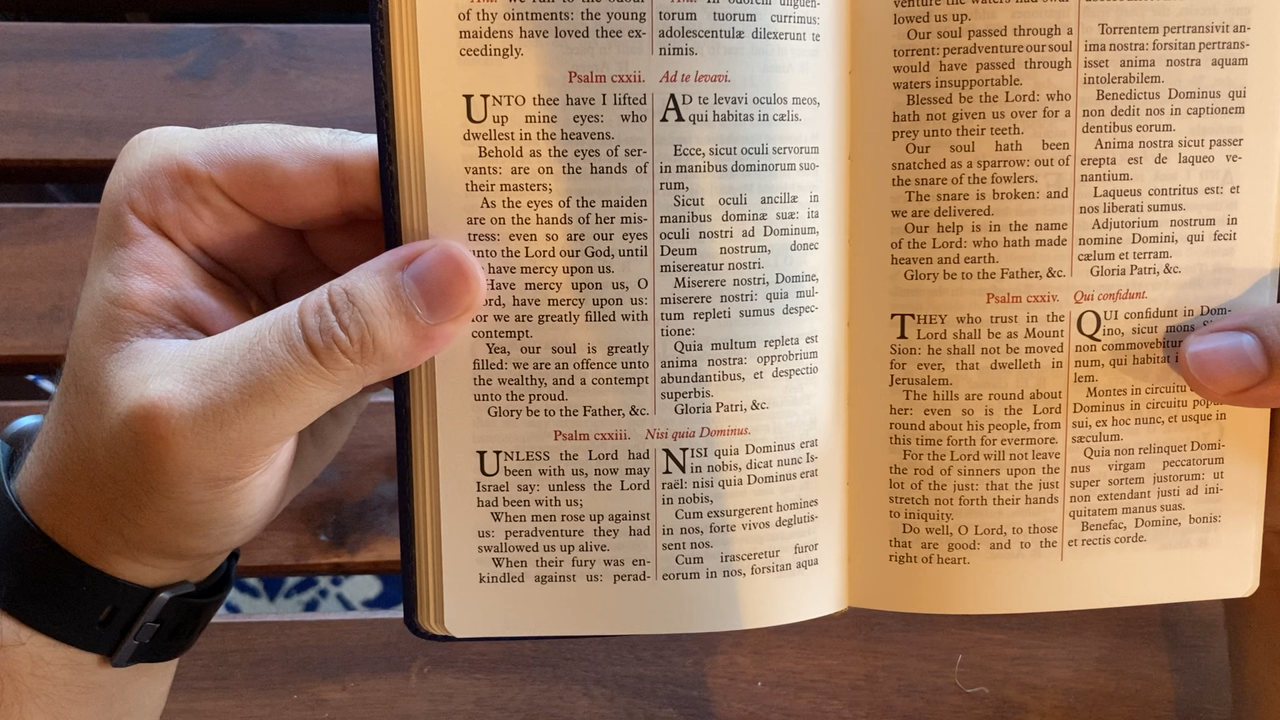 of thy ointments: the young
maidens have loved thee ex-
ceedingly.
torum tuorum currimus:
adolescentulæ dilexerunt te
nimis.
Psalm cxxii. Ad te levavi.
UNTO thee have I lifted
up mine eyes: who
dwellest in the heavens.
Behold as the eyes of ser-
vants: are on the hands of
their masters;
As the eyes of the maiden
are on the hands of her mis-
tress: even so are our eyes
unto the Lord our God, until
have mercy upon us.
Have mercy upon us, O
Lord, have mercy upon us:
for we are greatly filled with
contempt.
Yea, our soul is greatly
filled: we are an offence unto
the wealthy, and a contempt
unto the proud.
Glory be to the Father, &c.
AD te levavi oculos meos,
qui habitas in cælis.
Ecce, sicut oculi servorum
in manibus dominorum suo-
rum,
Sicut oculi ancillæ in
manibus dominæ suæ: ita
oculi nostri ad Dominum,
Deum nostrum, donec
misereatur nostri.
Miserere nostri, Domine,
miserere nostri: quia mul-
tum repleti sumus despec-
tione:
Quia multum repleta est
anima nostra: opprobrium
abundantibus, et despectio
superbis.
Gloria Patri, &c.
Psalm cxxiii. Nisi quia Dominus.
UNLESS the Lord had
been with us, now may
Israel say: unless the Lord
had been with us;
When men rose up against
us: peradventure they had
swallowed us up alive.
When their fury was en-
kindled against us: perad-
NISI quia Dominus erat
in nobis, dicat nunc Is-
raël: nisi quia Dominus erat
in nobis,
Cum exsurgerent homines
in nos, forte vivos deglutis-
sent nos.
Cum irasceretur furor
eorum in nos, forsitan aqua
venture the waters had swal-
lowed us up.
Our soul passed through a
torrent: peradventure our soul
would have passed through
waters insupportable.
Blessed be the Lord: who
hath not given us over for a
prey unto their teeth.
Our soul hath been
snatched as a sparrow: out of
the snare of the fowlers.
The snare is broken: and
we are delivered.
Our help is in the name
of the Lord: who hath made
heaven and earth.
Glory be to the Father, &c.
Torrentem pertransivit an-
ima nostra: forsitan pertrans-
isset anima nostra aquam
intolerabilem.
Benedictus Dominus qui
non dedit nos in captionem
dentibus eorum.
Anima nostra sicut passer
erepta est de laqueo ve-
nantium.
Laqueus contritus est: et
nos liberati sumus.
Adjutorium nostrum in
nomine Domini, qui fecit
cælum et terram.
Gloria Patri, &c.
Psalm cxxiv. Qui confidunt.
THEY who trust in the
Lord shall be as Mount
Sion: he shall not be moved
for ever, that dwelleth in
Jerusalem.
The hills are round about
her: even so is the Lord
round about his people, from
this time forth for evermore.
For the Lord will not leave
the rod of sinners upon the
lot of the just: that the just
stretch not forth their hands
to iniquity.
Do well, O Lord, to those
that are good: and to the
right of heart.
QUI confidunt in Dom-
ino, sicut mons
non commovebitur
num, qui habitat
lem.
Montes in circuitu
Dominus in circuitu populi
sui, ex hoc nunc, et usque in
sæculum.
Quia non relinquet Domi-
nus virgam peccatorum
super sortem justorum: ut
non extendant justi ad ini-
quitatem manus suas.
Benefac, Domine, bonis:
et rectis corde.